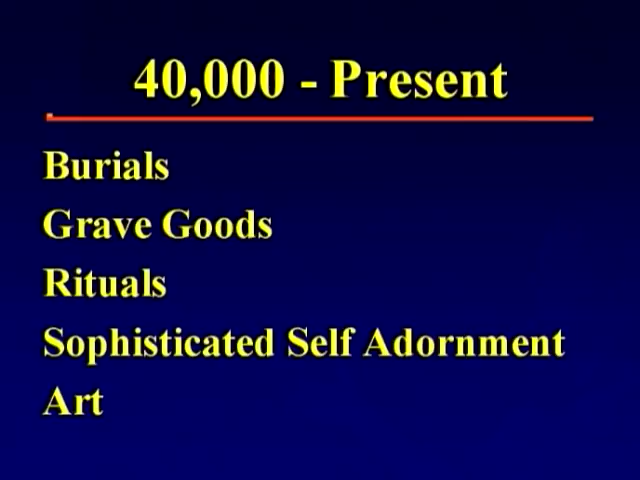 40,000 - Present
Burials
Grave Goods
Rituals
Sophisticated Self Adornment
Art